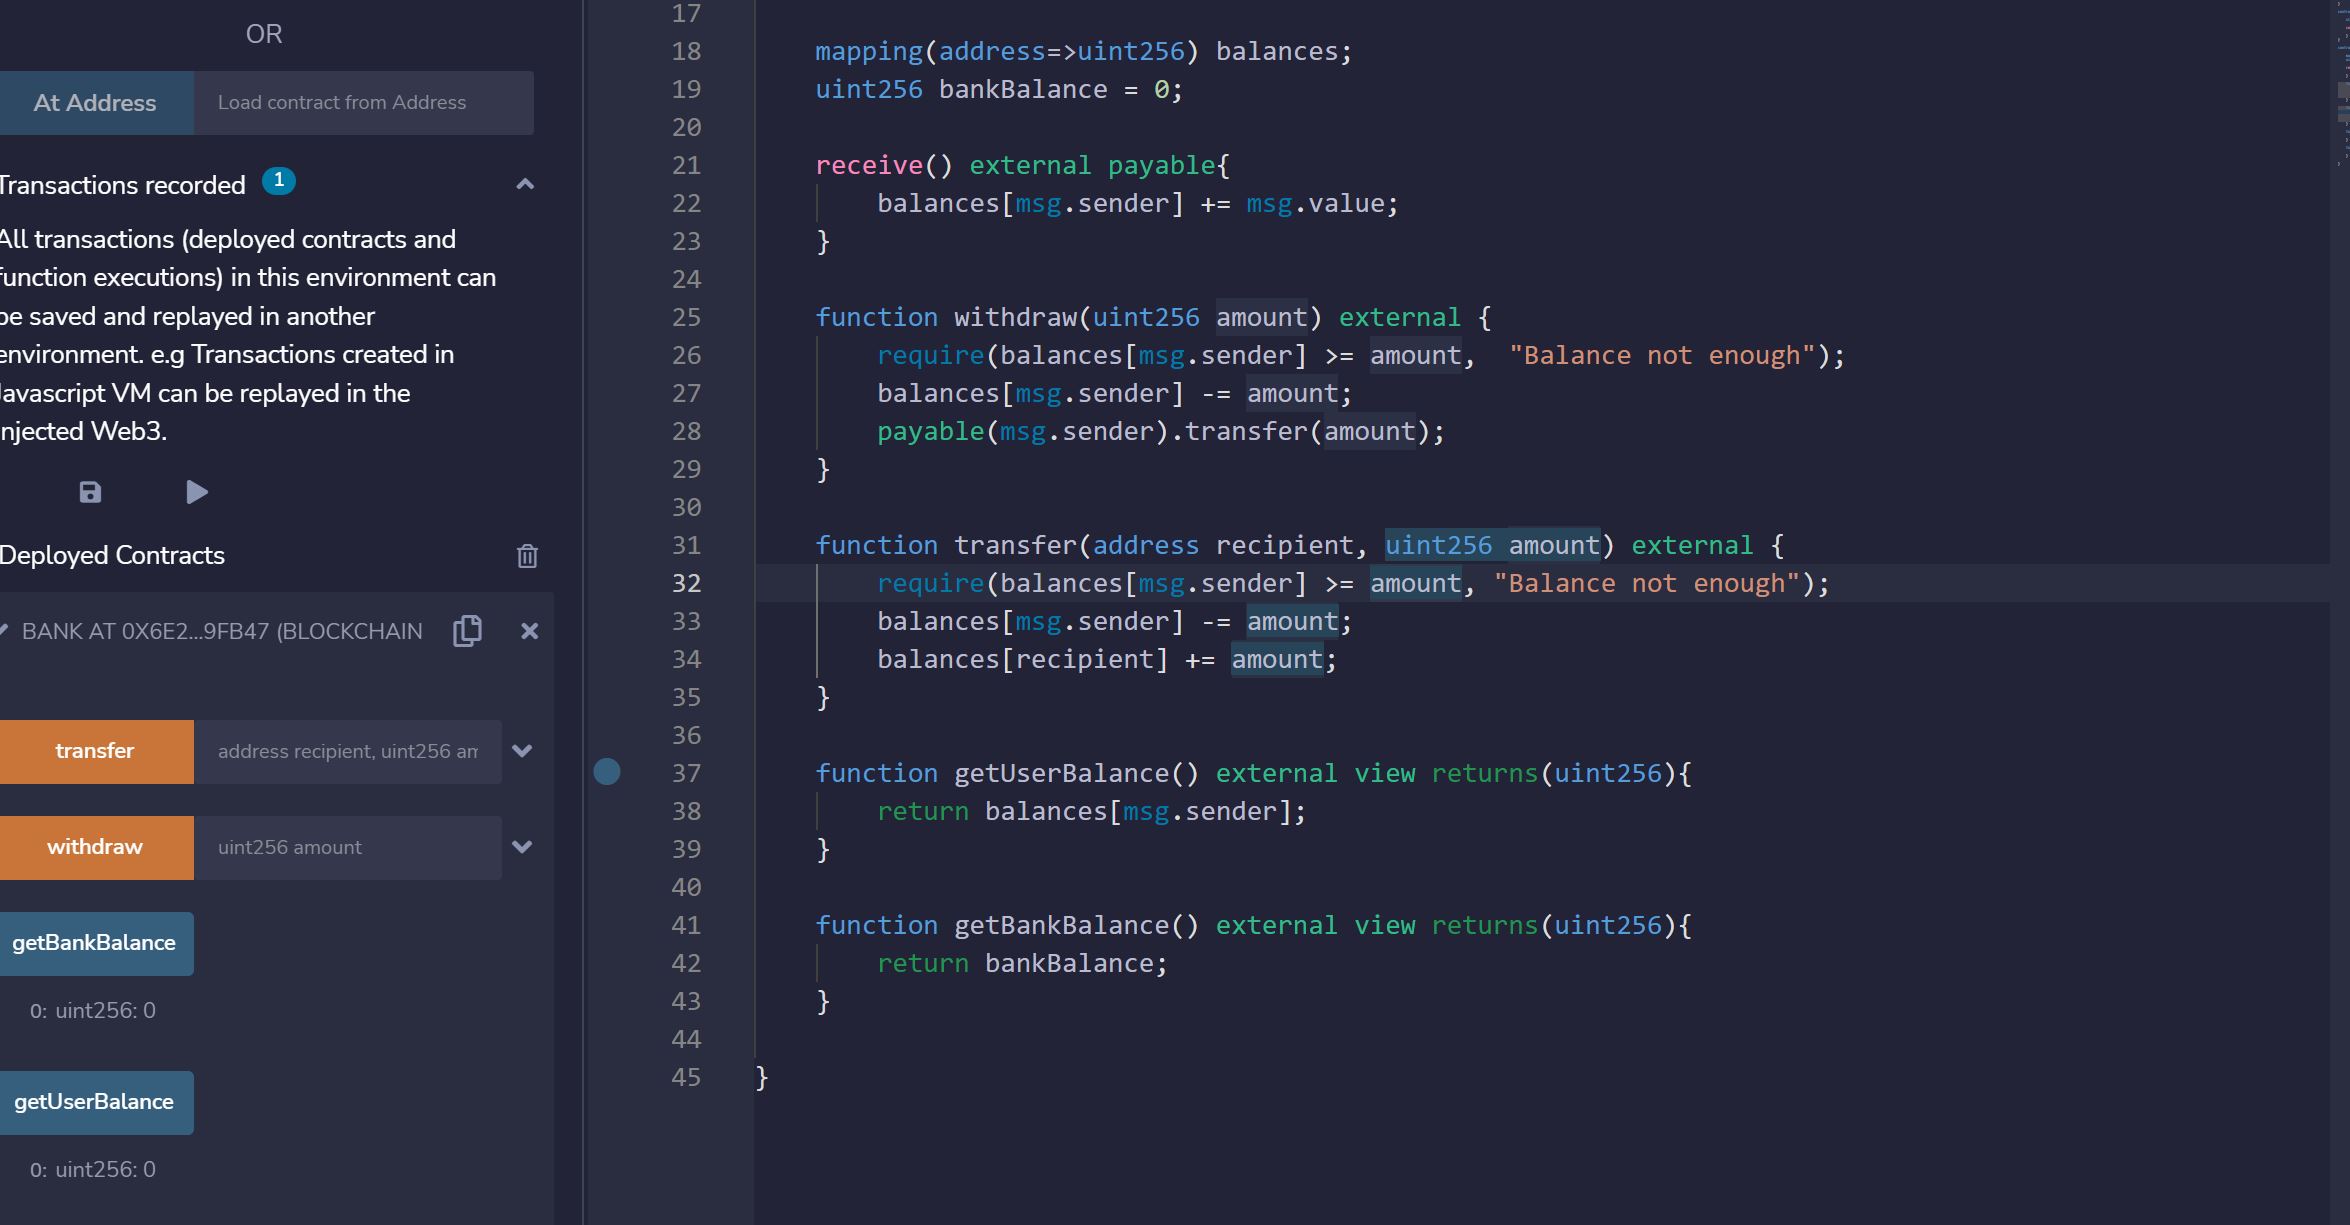 OR
At Address
Load contract from Address
Transactions recorded 1
All transactions (deployed contracts and
function executions) in this environment can
be saved and replayed in another
environment. e.g Transactions created in
Javascript VM can be replayed in the
injected Web3.
Deployed Contracts
BANK AT 0X6E2...9FB47 (BLOCKCHAIN
transfer
address recipient, uint256 am
withdraw
uint256 amount
getBankBalance
0: uint256: 0
getUserBalance
0: uint256: 0
17
18 mapping(address=>uint256) balances;
19 uint256 bankBalance = 0;
20
21 receive() external payable{
22 balances[msg.sender] += msg.value;
23 }
24
25 function withdraw(uint256 amount) external {
26 require(balances[msg.sender] >= amount,  "Balance not enough");
27 balances[msg.sender] -= amount;
28 payable(msg.sender).transfer(amount);
29 }
30
31 function transfer(address recipient, uint256 amount) external {
32 require(balances[msg.sender] >= amount, "Balance not enough");
33 balances[msg.sender] -= amount;
34 balances[recipient] += amount;
35 }
36
37 function getUserBalance() external view returns(uint256){
38 return balances[msg.sender];
39 }
40
41 function getBankBalance() external view returns(uint256){
42 return bankBalance;
43 }
44
45 }